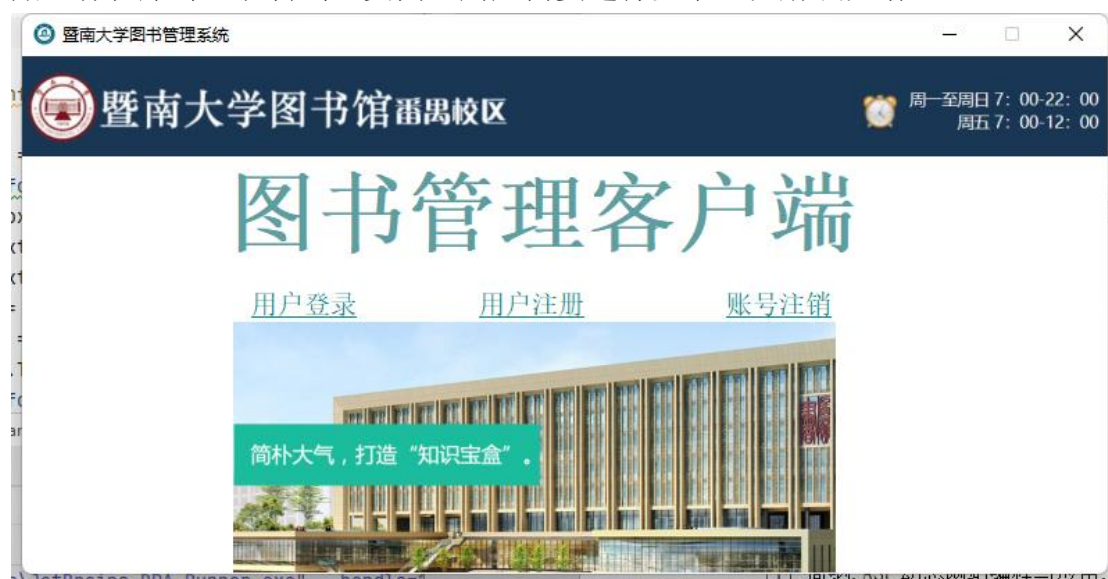 暨南大学图书管理系统
暨南大学图书馆番禺校区
周一至周日 7：00-22：00
周五 7：00-12：00
图书管理客户端
用户登录 用户注册 账号注销
简朴大气，打造“知识宝盒”。